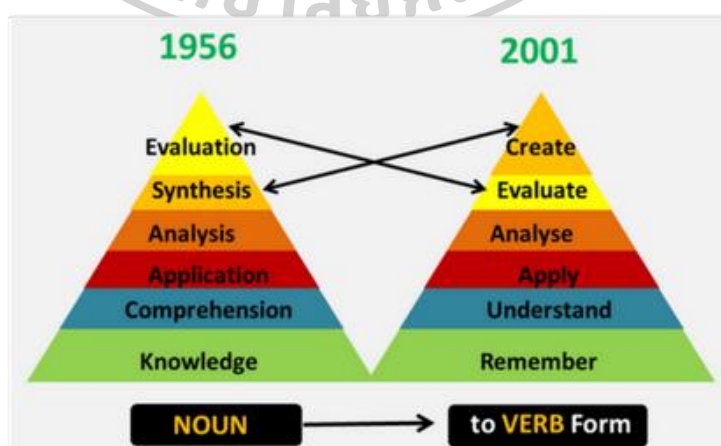 1956
Evaluation
Synthesis
Analysis
Application
Comprehension
Knowledge
2001
Create
Evaluate
Analyse
Apply
Understand
Remember
NOUN
to VERB Form